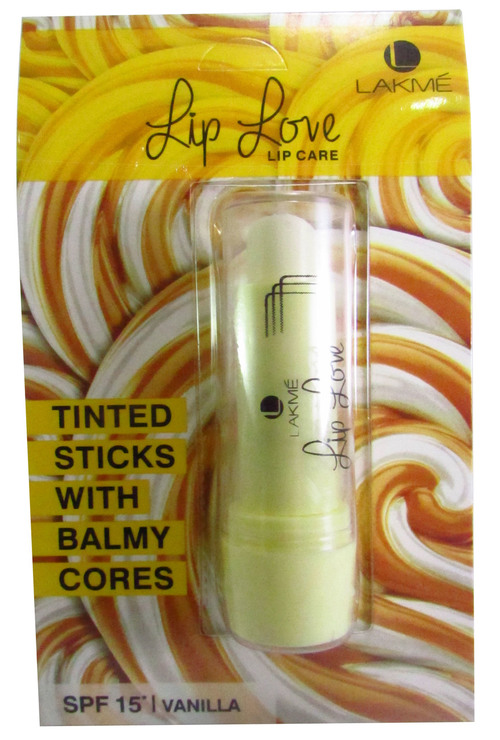 LAKMÉ
Lip Love
LIP CARE
LAKMÉ
Lip Love
TINTED
STICKS
WITH
BALMY
CORES
SPF 15* | VANILLA